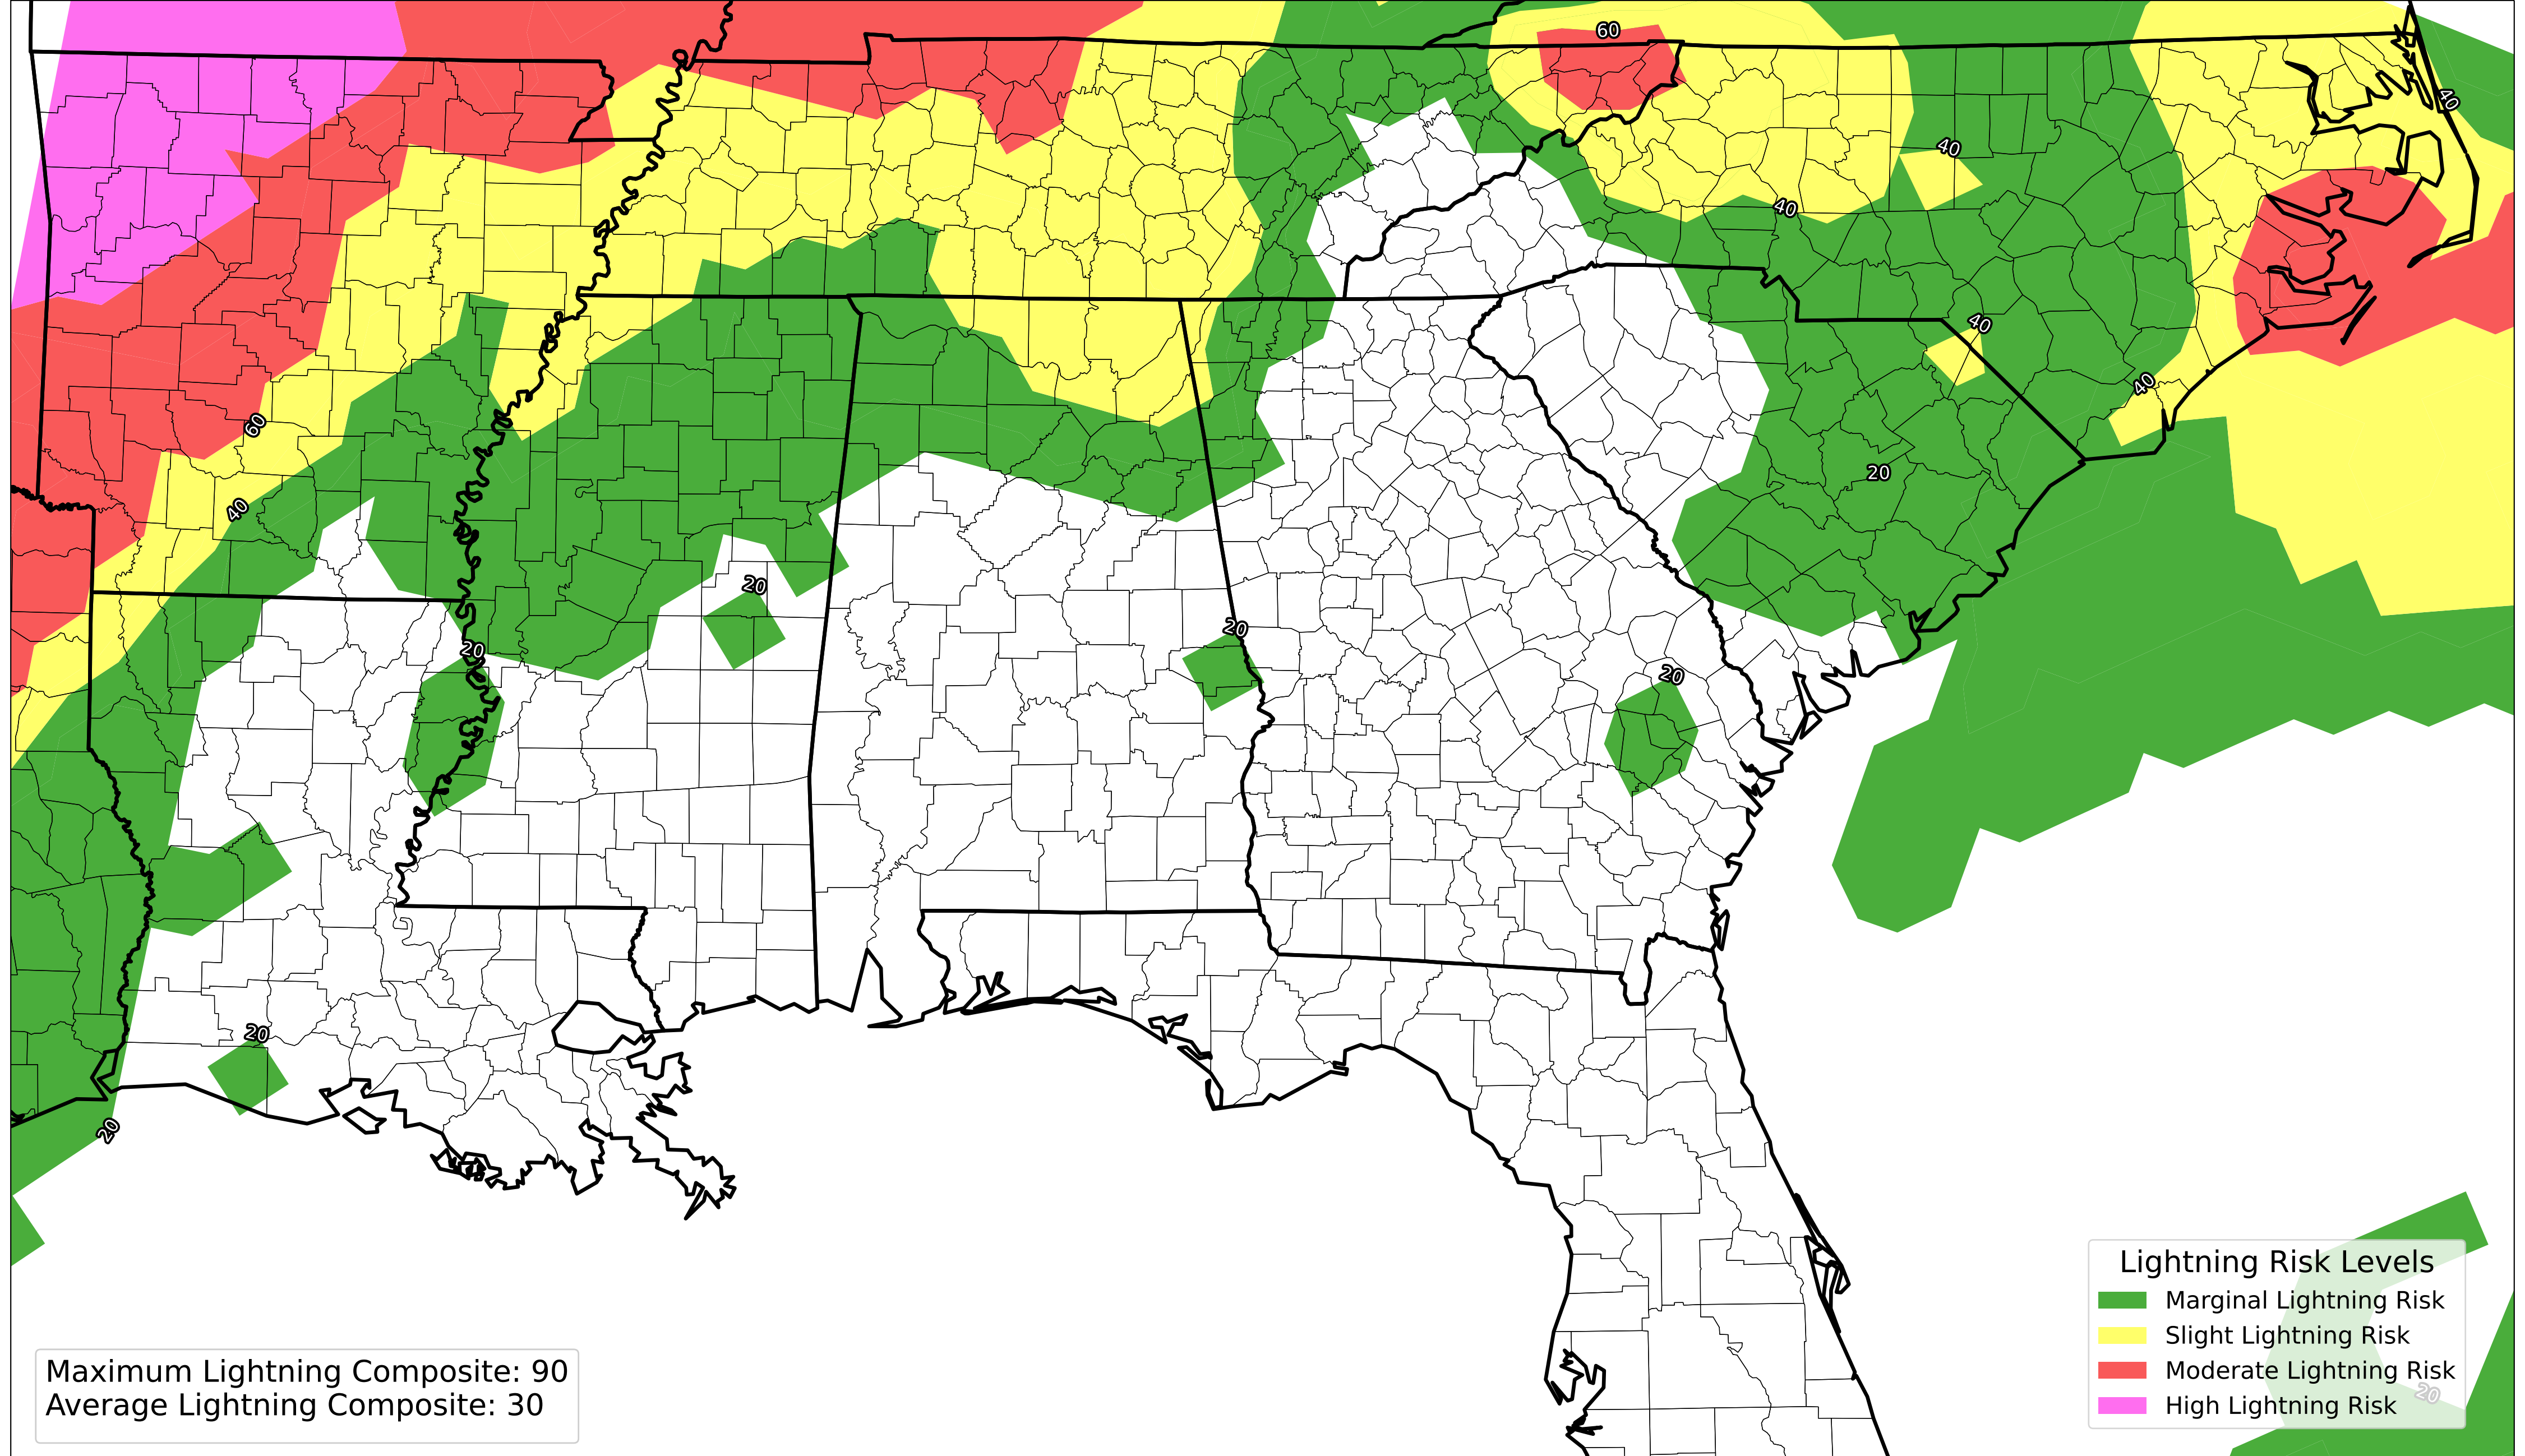 60
40
40
40
40
40
60
20
40
20
20
20
20
20
20
Lightning Risk Levels
Marginal Lightning Risk
Slight Lightning Risk
Moderate Lightning Risk
High Lightning Risk
20
Maximum Lightning Composite: 90
Average Lightning Composite: 30